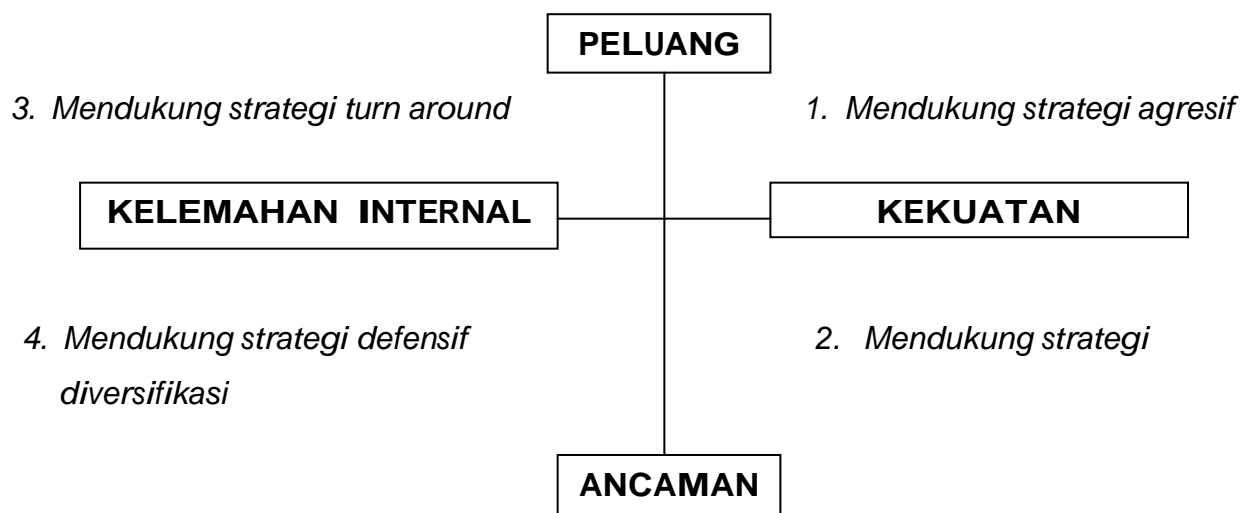 PELUANG
3. Mendukung strategi turn around
1. Mendukung strategi agresif
KELEMAHAN INTERNAL
KEKUATAN
4. Mendukung strategi defensif
diversifikasi
2. Mendukung strategi
ANCAMAN